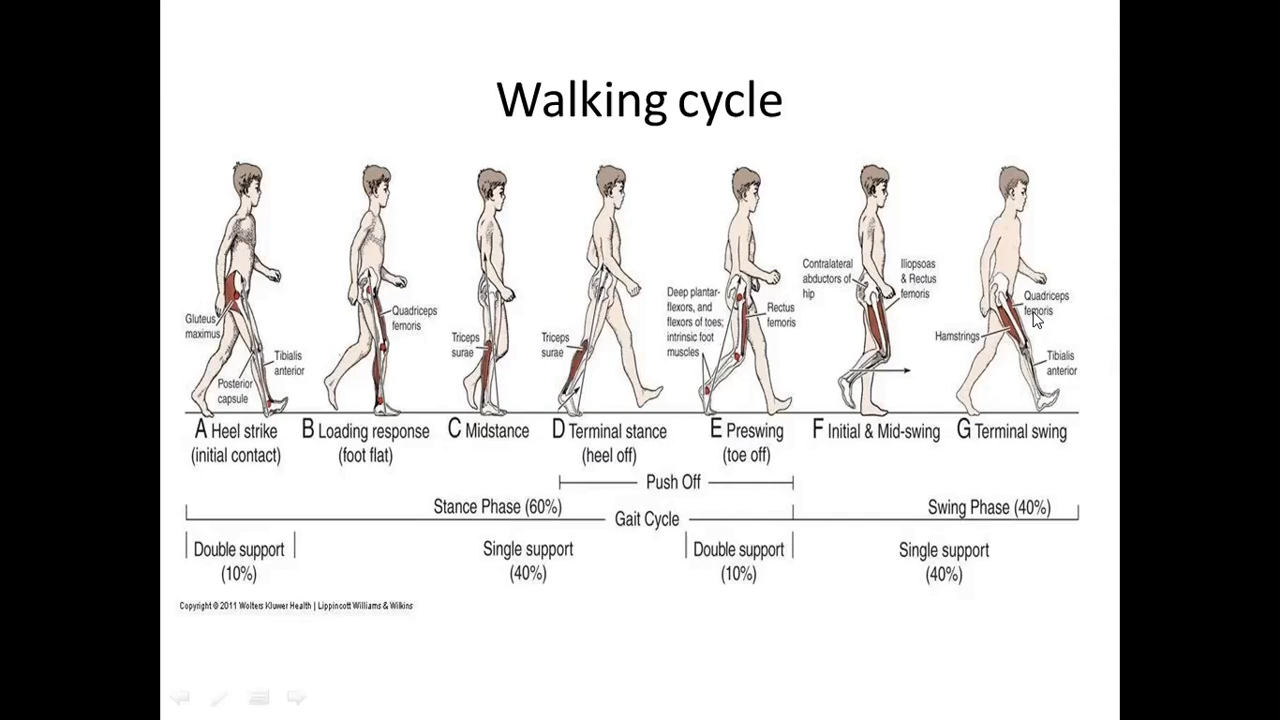 Walking cycle
Gluteus
maximus
Tibialis
anterior
Posterior
capsule
Quadriceps
femoris
Triceps
surae
Triceps
surae
Deep plantar-
flexors, and
flexors of toes;
intrinsic foot
muscles
Rectus
femoris
Contralateral
abductors of
hip
Iliopsoas
& Rectus
femoris
Quadriceps
femoris
Hamstrings
Tibialis
anterior
A Heel strike
(initial contact)
B Loading response
(foot flat)
C Midstance
D Terminal stance
(heel off)
E Preswing
(toe off)
F Initial & Mid-swing
G Terminal swing
Push Off
Stance Phase (60%)
Swing Phase (40%)
Gait Cycle
Double support
(10%)
Single support
(40%)
Double support
(10%)
Single support
(40%)
Copyright © 2011 Wolters Kluwer Health | Lippincott Williams & Wilkins